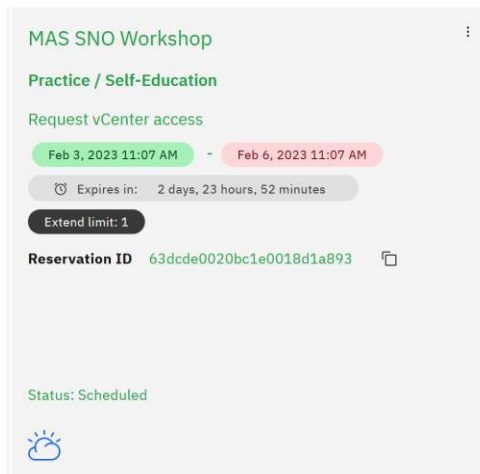 MAS SNO Workshop
Practice / Self-Education
Request vCenter access
Feb 3, 2023 11:07 AM - Feb 6, 2023 11:07 AM
Expires in: 2 days, 23 hours, 52 minutes
Extend limit: 1
Reservation ID 63dcde0020bc1e0018d1a893
Status: Scheduled